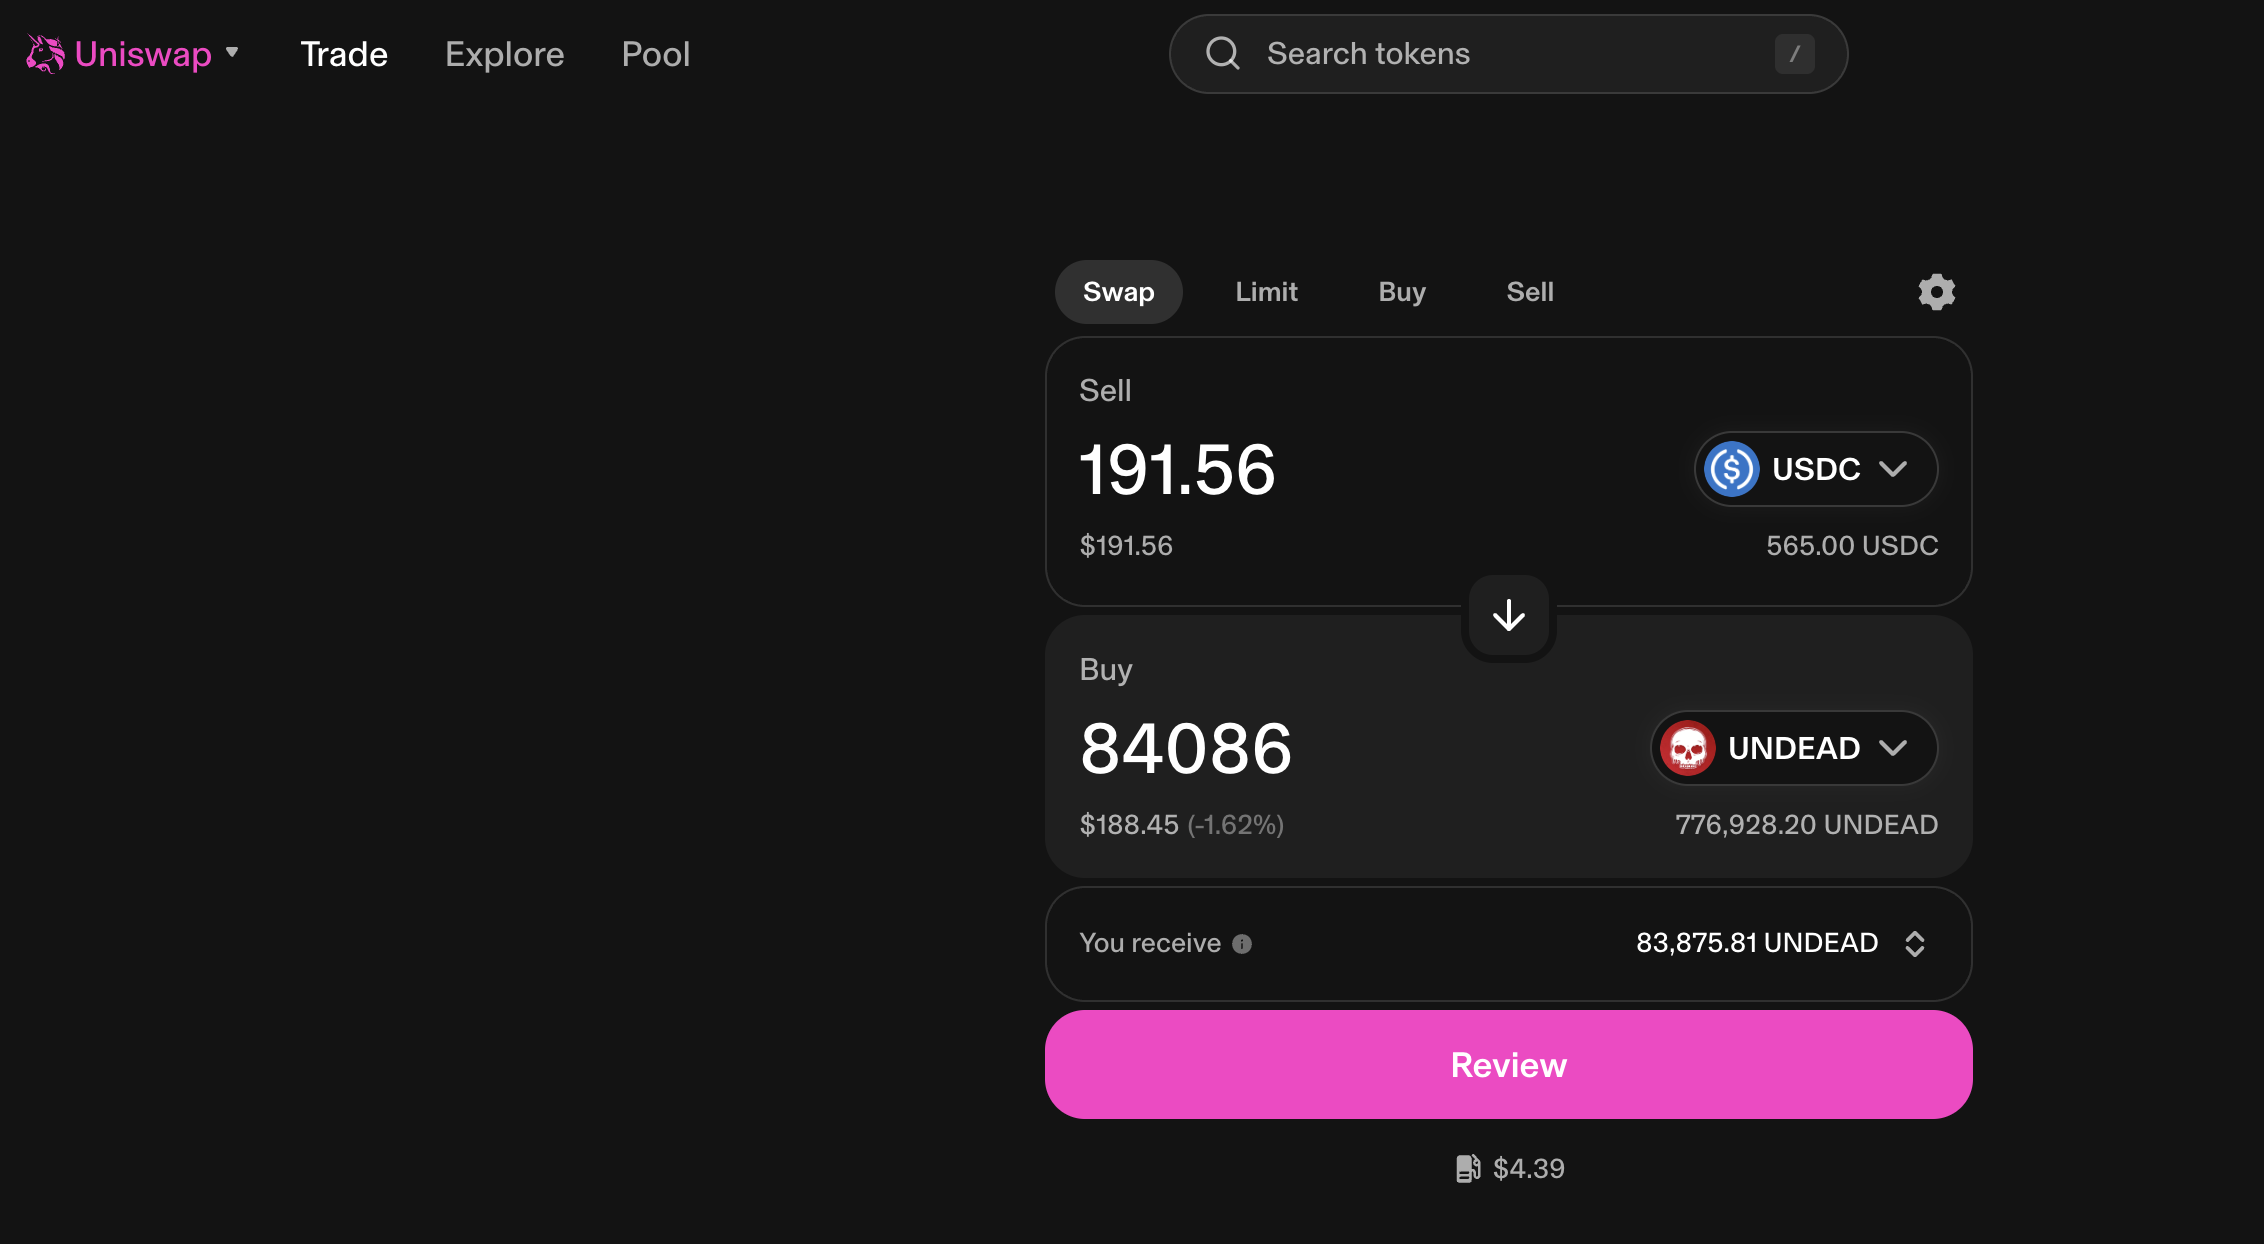 Uniswap Trade Explore Pool Search tokens /
Swap Limit Buy Sell
Sell
191.56 USDC
$191.56 565.00 USDC
Buy
84086 UNDEAD
$188.45 (-1.62%) 776,928.20 UNDEAD
You receive 83,875.81 UNDEAD
Review
$4.39